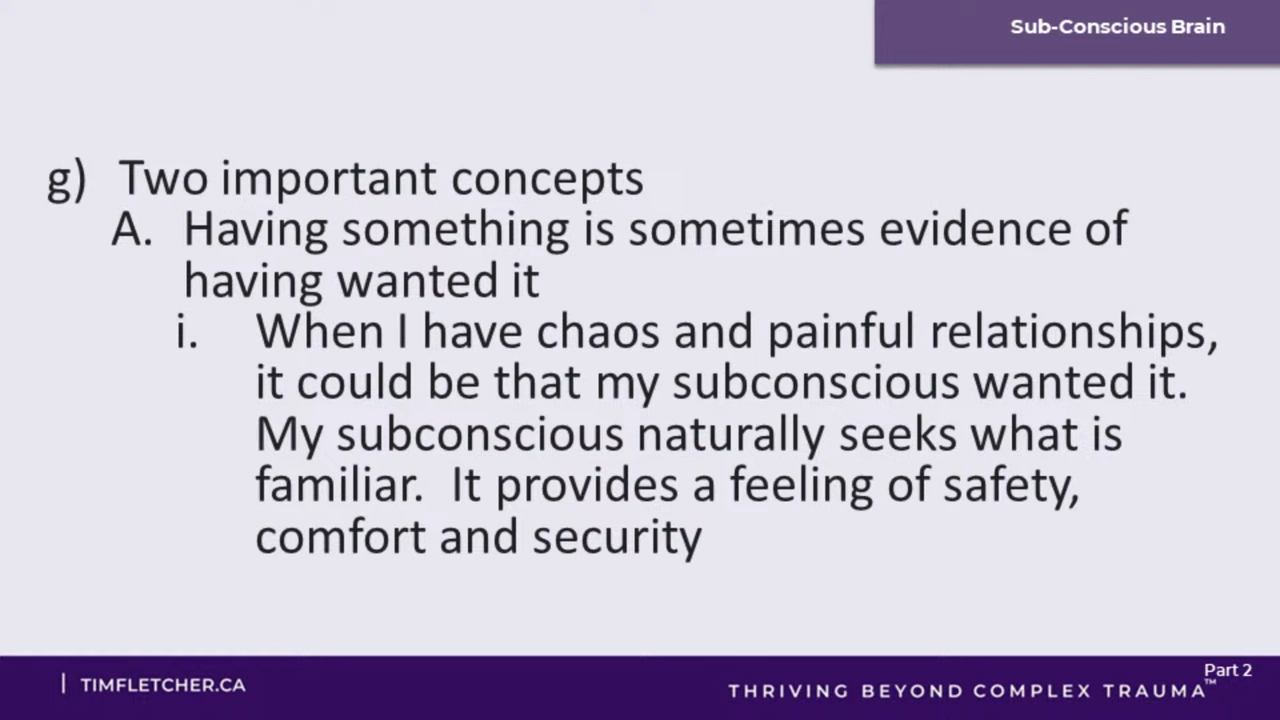 Sub-Conscious Brain
g) Two important concepts
A. Having something is sometimes evidence of
having wanted it
i. When I have chaos and painful relationships,
it could be that my subconscious wanted it.
My subconscious naturally seeks what is
familiar.  It provides a feeling of safety,
comfort and security
| TIMFLETCHER.CA
THRIVING BEYOND COMPLEX TRAUMA™
Part 2